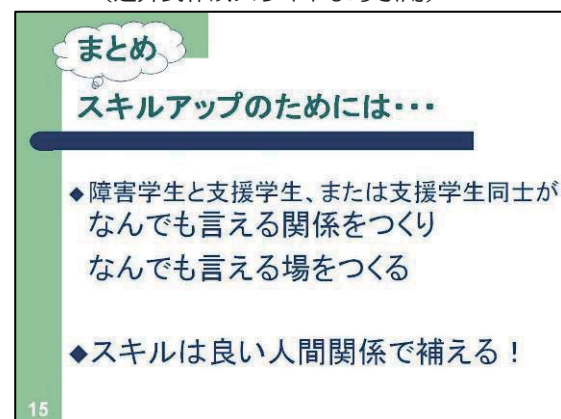 まとめ
スキルアップのためには・・・
◆障害学生と支援学生、または支援学生同士が
なんでも言える関係をつくり
なんでも言える場をつくる
◆スキルは良い人間関係で補える！
15